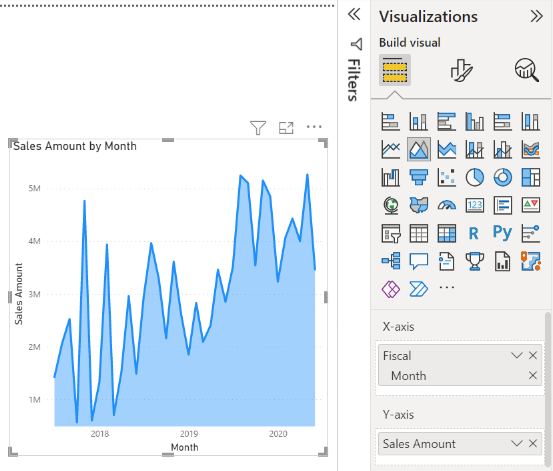 Visualizations
Build visual
Filters
Sales Amount by Month
Sales Amount
5M
4M
3M
2M
1M
2018
2019
2020
Month
123
R
Py
X-axis
Fiscal
Month
Y-axis
Sales Amount